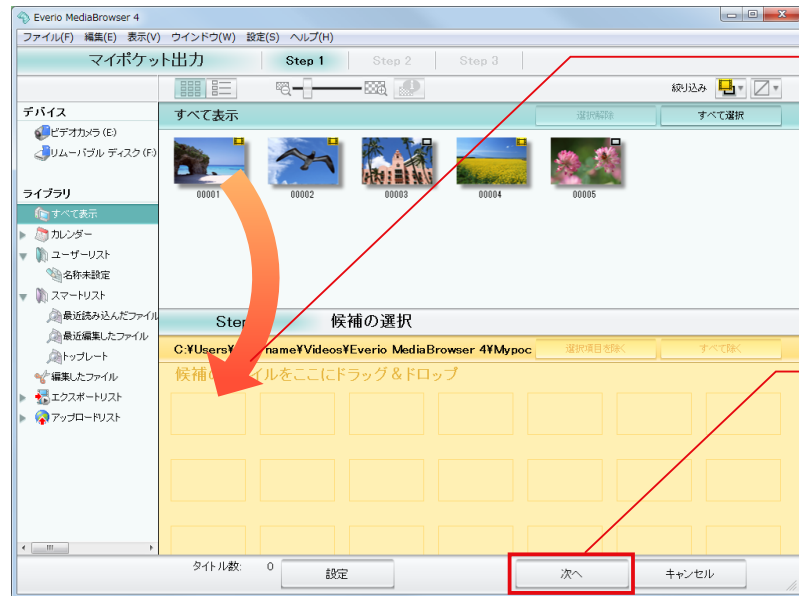 Everio MediaBrowser 4
ファイル(F) 編集(E) 表示(V) ウインドウ(W) 設定(S) ヘルプ(H)
マイポケット出力 Step 1 Step 2 Step 3
絞り込み
デバイス
ビデオカメラ (E:)
リムーバブル ディスク (F:)
ライブラリ
すべて表示
カレンダー
ユーザーリスト
名称未設定
スマートリスト
最近読み込んだファイル
最近編集したファイル
トップレート
編集したファイル
エクスポートリスト
アップロードリスト
すべて表示 選択解除 すべて選択
00001 00002 00003 00004 00005
Step 候補の選択
C:¥Users¥ name¥Videos¥Everio MediaBrowser 4¥Mypoc 選択項目を除く すべて除く
候補の イルをここにドラッグ&ドロップ
タイトル数: 0 設定 次へ キャンセル